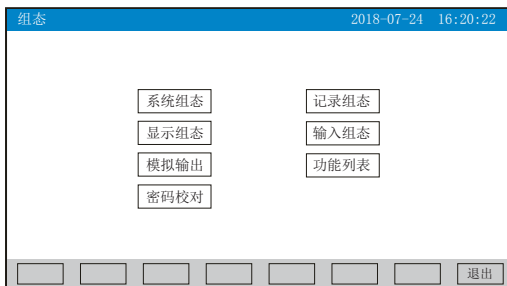 组态 2018-07-24 16:20:22
系统组态 记录组态
显示组态 输入组态
模拟输出 功能列表
密码校对
退出